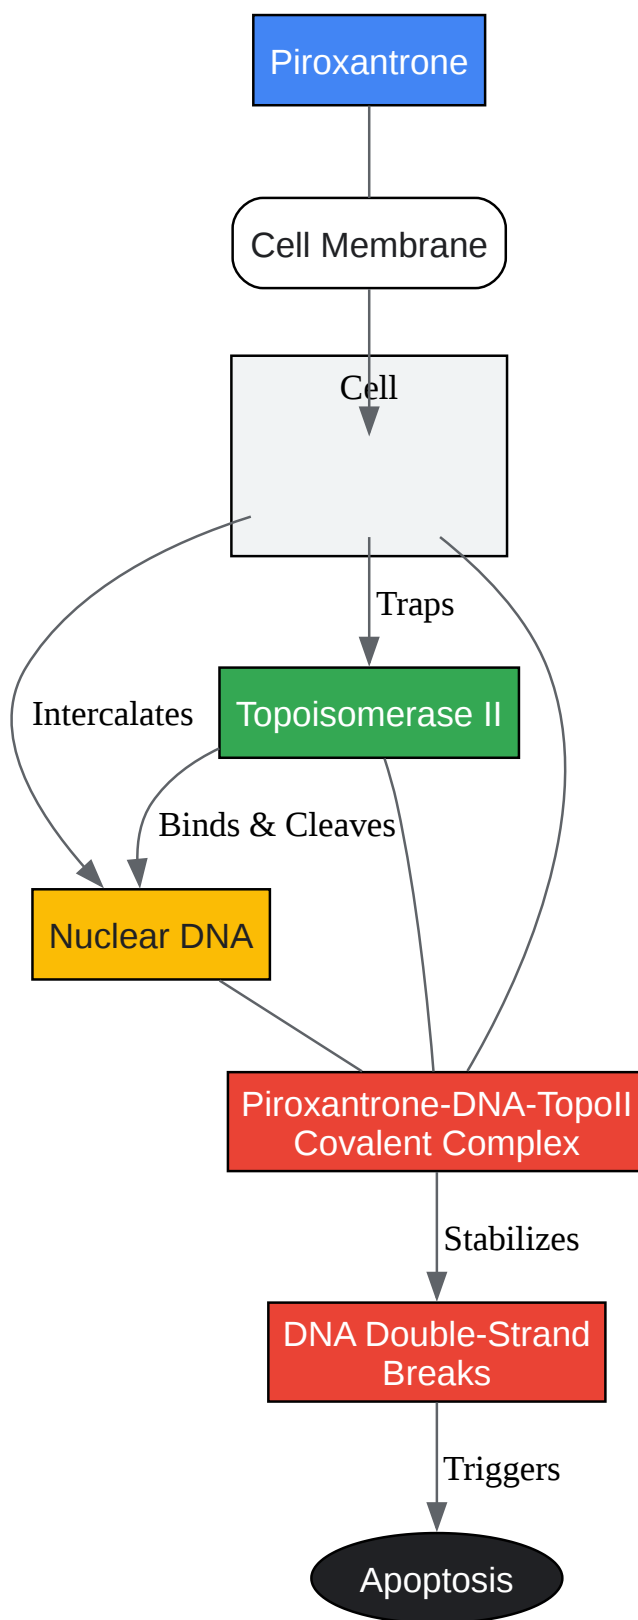 Piroxantrone
Cell Membrane
Cell
Traps
Intercalates
Topoisomerase II
Binds & Cleaves
Nuclear DNA
Piroxantrone-DNA-TopoII
Covalent Complex
Stabilizes
DNA Double-Strand
Breaks
Triggers
Apoptosis